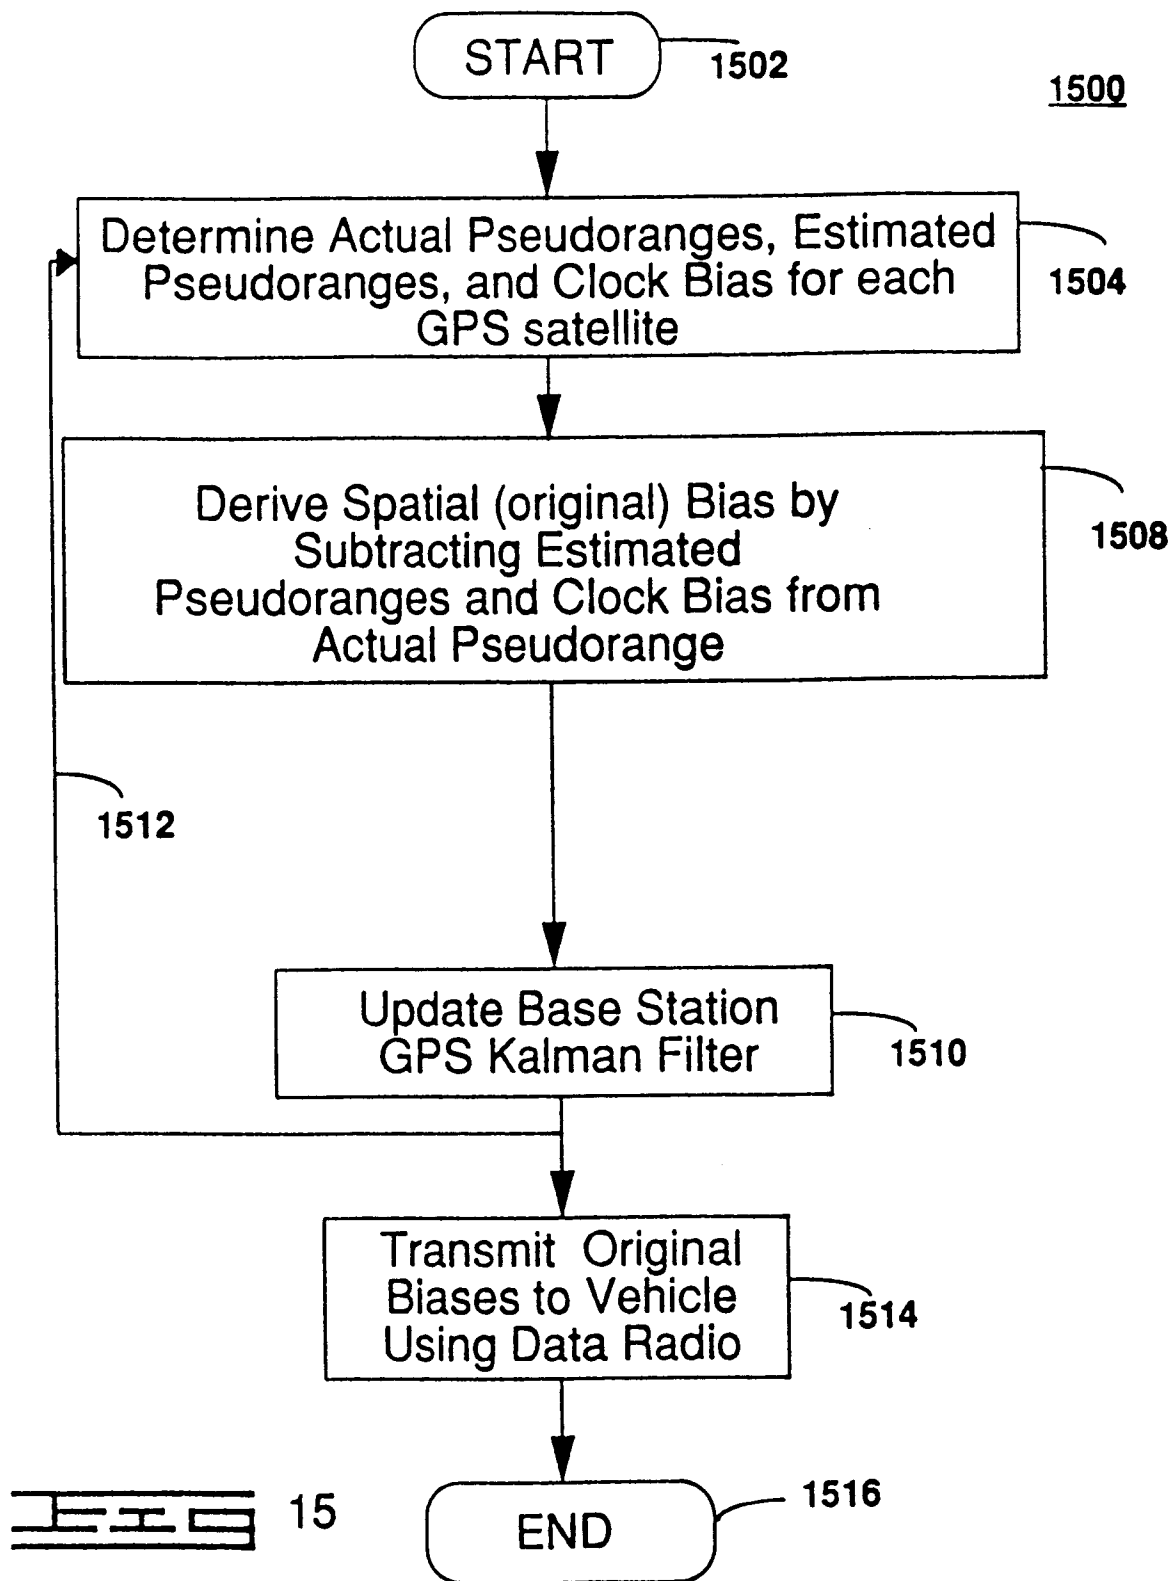 START
1502
1500
Determine Actual Pseudoranges, Estimated
Pseudoranges, and Clock Bias for each
GPS satellite
1504
Derive Spatial (original) Bias by
Subtracting Estimated
Pseudoranges and Clock Bias from
Actual Pseudorange
1508
1512
Update Base Station
GPS Kalman Filter
1510
Transmit Original
Biases to Vehicle
Using Data Radio
1514
END
1516
FIG 15